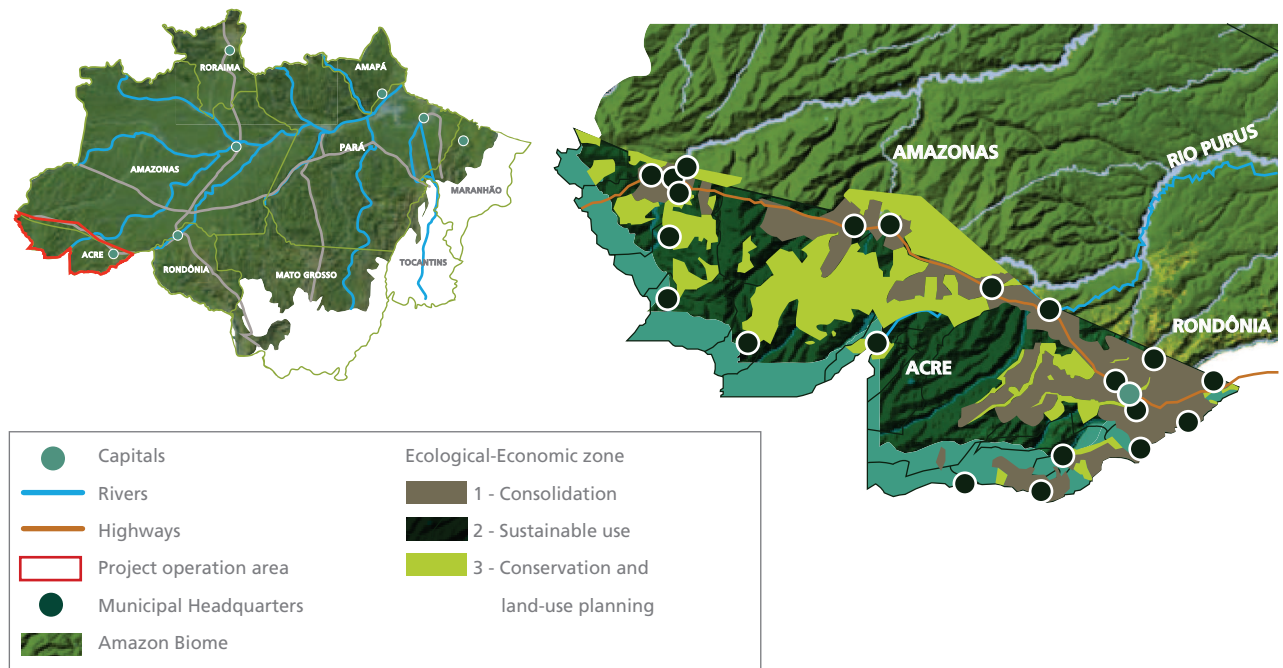 RORAIMA
AMAPÁ
AMAZONAS
PARÁ
MARANHÃO
ACRE
RONDÔNIA
MATO GROSSO
TOCANTINS
AMAZONAS
RIO PURUS
RONDÔNIA
ACRE
Capitals
Rivers
Highways
Project operation area
Municipal Headquarters
Amazon Biome
Ecological-Economic zone
1 - Consolidation
2 - Sustainable use
3 - Conservation and
land-use planning